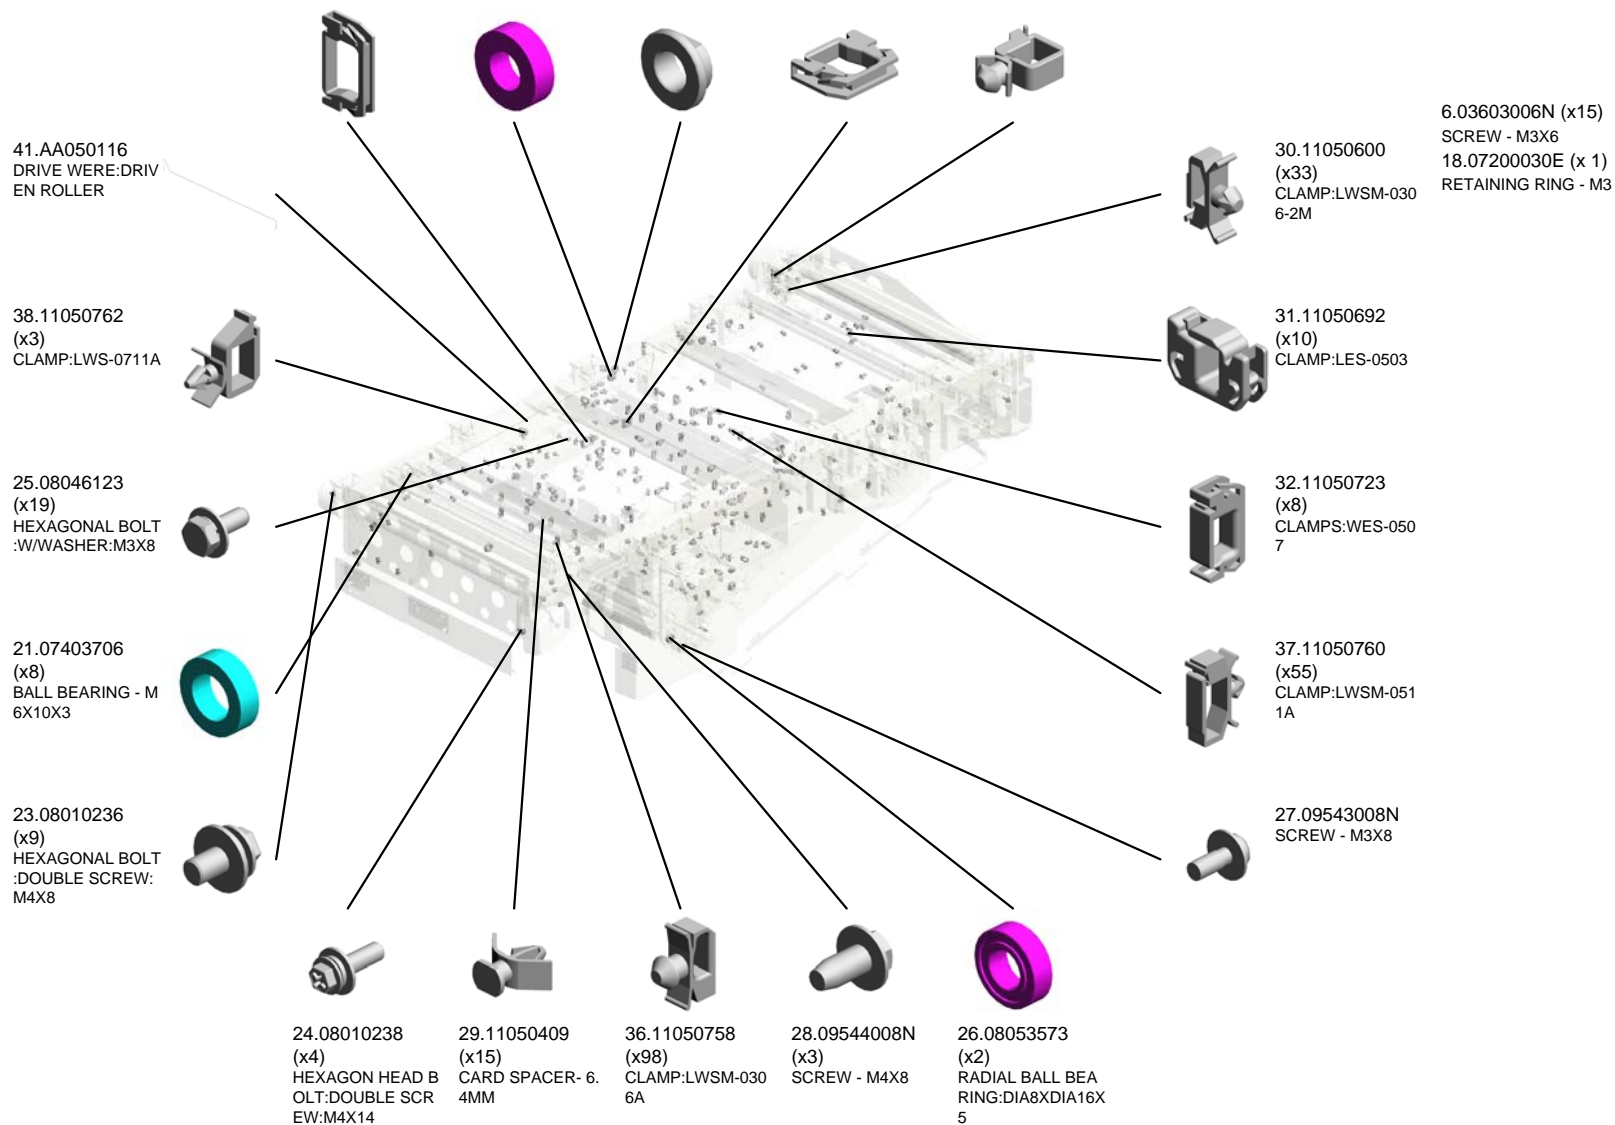 6.03603006N (x15)
SCREW - M3X6
18.07200030E (x 1)
RETAINING RING - M3
41.AA050116
DRIVE WERE:DRIV
EN ROLLER
30.11050600
(x33)
CLAMP:LWSM-030
6-2M
38.11050762
(x3)
CLAMP:LWS-0711A
31.11050692
(x10)
CLAMP:LES-0503
25.08046123
(x19)
HEXAGONAL BOLT
:W/WASHER:M3X8
32.11050723
(x8)
CLAMPS:WES-050
7
21.07403706
(x8)
BALL BEARING - M
6X10X3
37.11050760
(x55)
CLAMP:LWSM-051
1A
23.08010236
(x9)
HEXAGONAL BOLT
:DOUBLE SCREW:
M4X8
27.09543008N
SCREW - M3X8
24.08010238
(x4)
HEXAGON HEAD B
OLT:DOUBLE SCR
EW:M4X14
29.11050409
(x15)
CARD SPACER- 6.
4MM
36.11050758
(x98)
CLAMP:LWSM-030
6A
28.09544008N
(x3)
SCREW - M4X8
26.08053573
(x2)
RADIAL BALL BEA
RING:DIA8XDIA16X
5